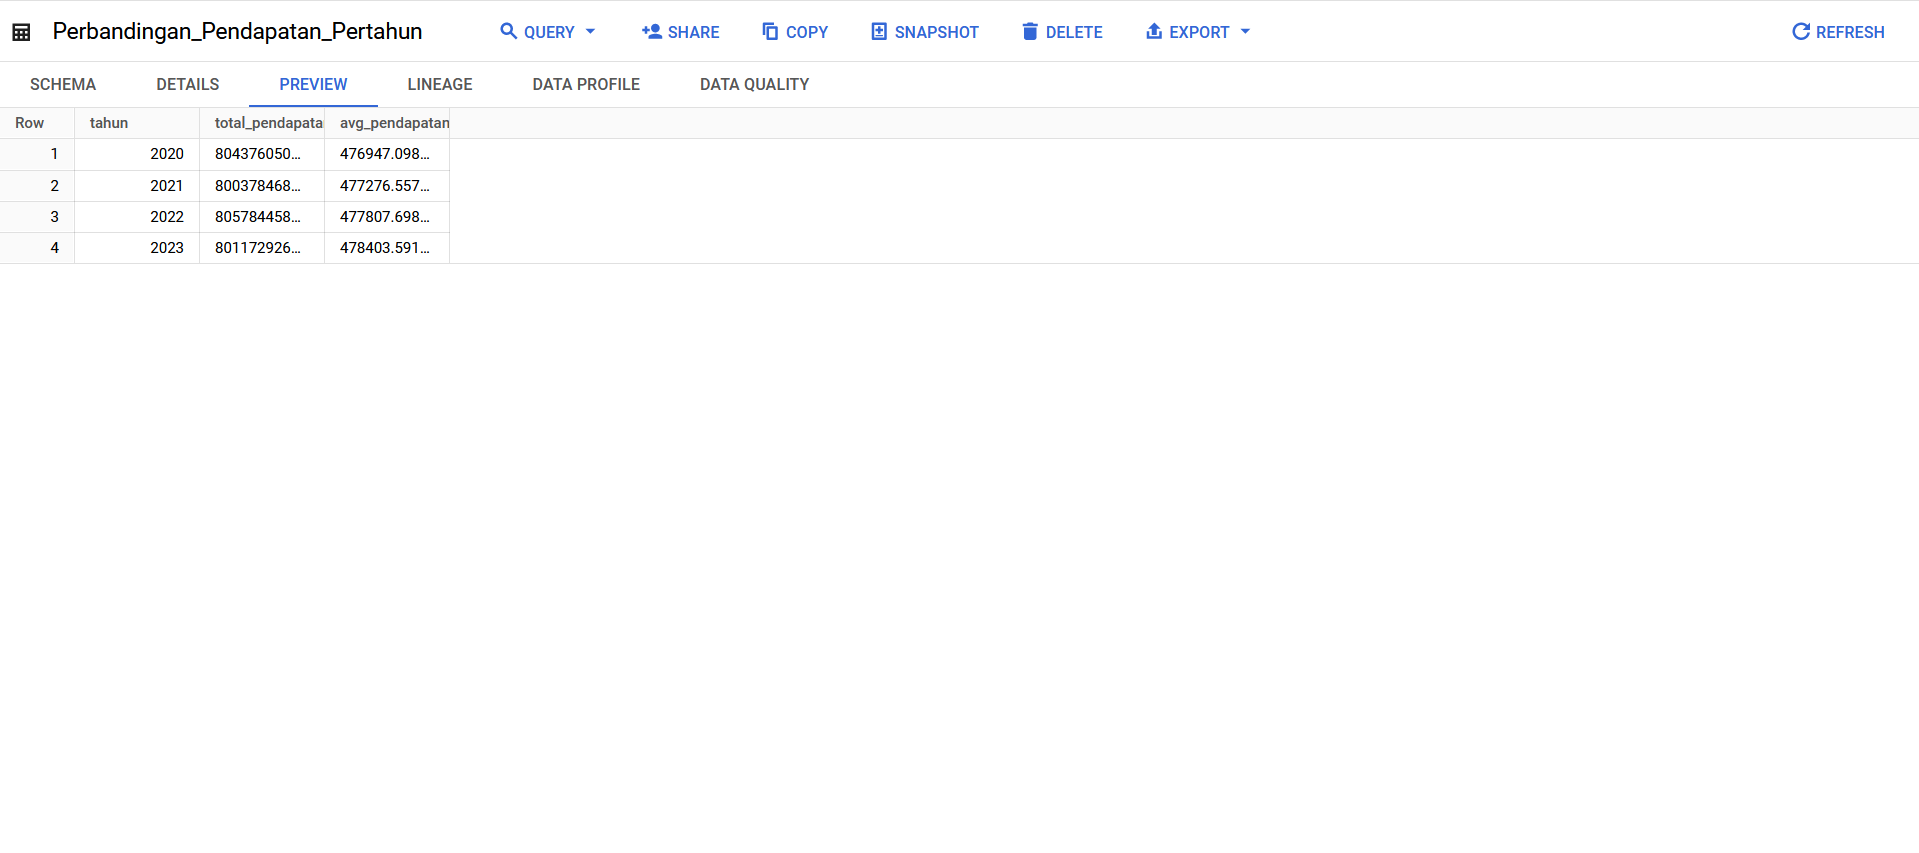 Perbandingan_Pendapatan_Pertahun QUERY SHARE COPY SNAPSHOT DELETE EXPORT REFRESH
SCHEMA DETAILS PREVIEW LINEAGE DATA PROFILE DATA QUALITY
Row tahun total_pendapata avg_pendapatan
1 2020 804376050... 476947.098...
2 2021 800378468... 477276.557...
3 2022 805784458... 477807.698...
4 2023 801172926... 478403.591...